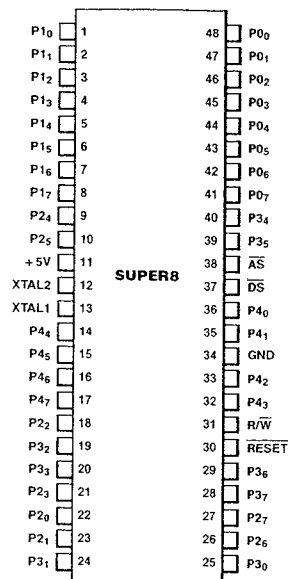 P1₀ 1 48 P0₀
P1₁ 2 47 P0₁
P1₂ 3 46 P0₂
P1₃ 4 45 P0₃
P1₄ 5 44 P0₄
P1₅ 6 43 P0₅
P1₆ 7 42 P0₆
P1₇ 8 41 P0₇
P2₄ 9 40 P3₄
P2₅ 10 39 P3₅
+5V 11 38 A̅S̅
SUPER8
XTAL2 12 37 D̅S̅
XTAL1 13 36 P4₀
P4₄ 14 35 P4₁
P4₅ 15 34 GND
P4₆ 16 33 P4₂
P4₇ 17 32 P4₃
P2₂ 18 31 R/W̅
P3₂ 19 30 R̅E̅S̅E̅T̅
P3₃ 20 29 P3₆
P2₃ 21 28 P3₇
P2₀ 22 27 P2₇
P2₁ 23 26 P2₆
P3₁ 24 25 P3₀